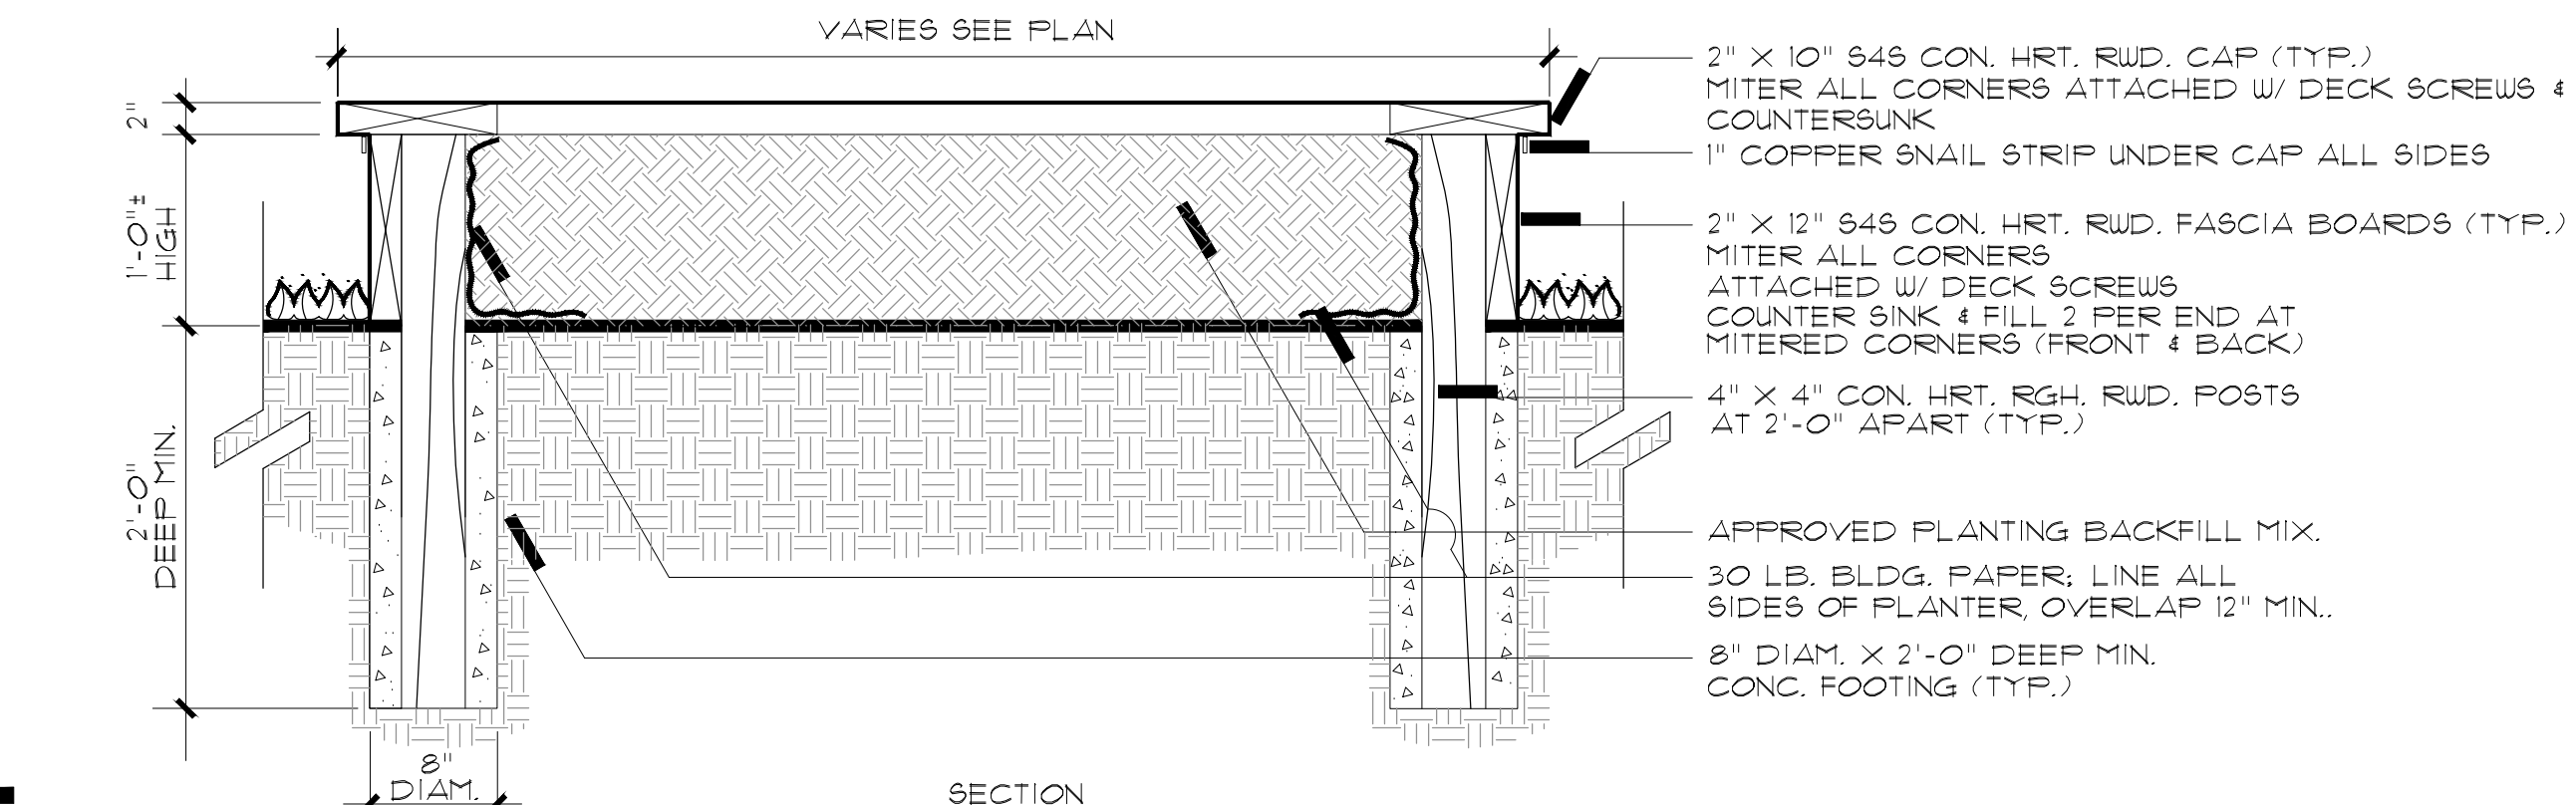 VARIES SEE PLAN
2"
1'-0"±
HIGH
2'-0"
DEEP MIN.
8"
DIAM.
SECTION
2" X 10" S4S CON. HRT. RWD. CAP (TYP.)
MITER ALL CORNERS ATTACHED W/ DECK SCREWS &
COUNTERSUNK
1" COPPER SNAIL STRIP UNDER CAP ALL SIDES
2" X 12" S4S CON. HRT. RWD. FASCIA BOARDS (TYP.)
MITER ALL CORNERS
ATTACHED W/ DECK SCREWS
COUNTER SINK & FILL 2 PER END AT
MITERED CORNERS (FRONT & BACK)
4" X 4" CON. HRT. RGH. RWD. POSTS
AT 2'-0" APART (TYP.)
APPROVED PLANTING BACKFILL MIX.
30 LB. BLDG. PAPER; LINE ALL
SIDES OF PLANTER, OVERLAP 12" MIN..
8" DIAM. X 2'-0" DEEP MIN.
CONC. FOOTING (TYP.)